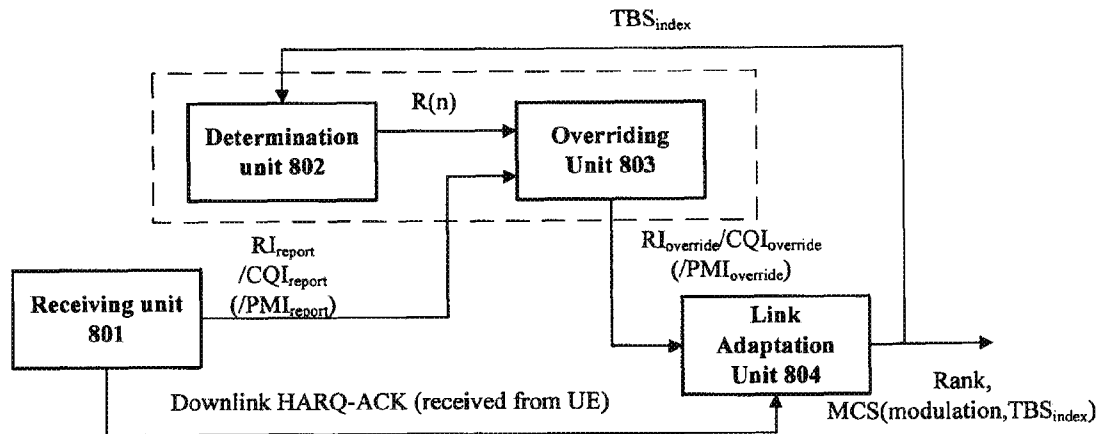 TBSindex
R(n)
Determination
unit 802
Overriding
Unit 803
RIreport
/CQIreport
(/PMIreport)
RIoverride/CQIoverride
(/PMIoverride)
Receiving unit
801
Link
Adaptation
Unit 804
Rank,
MCS(modulation,TBSindex)
Downlink HARQ-ACK (received from UE)